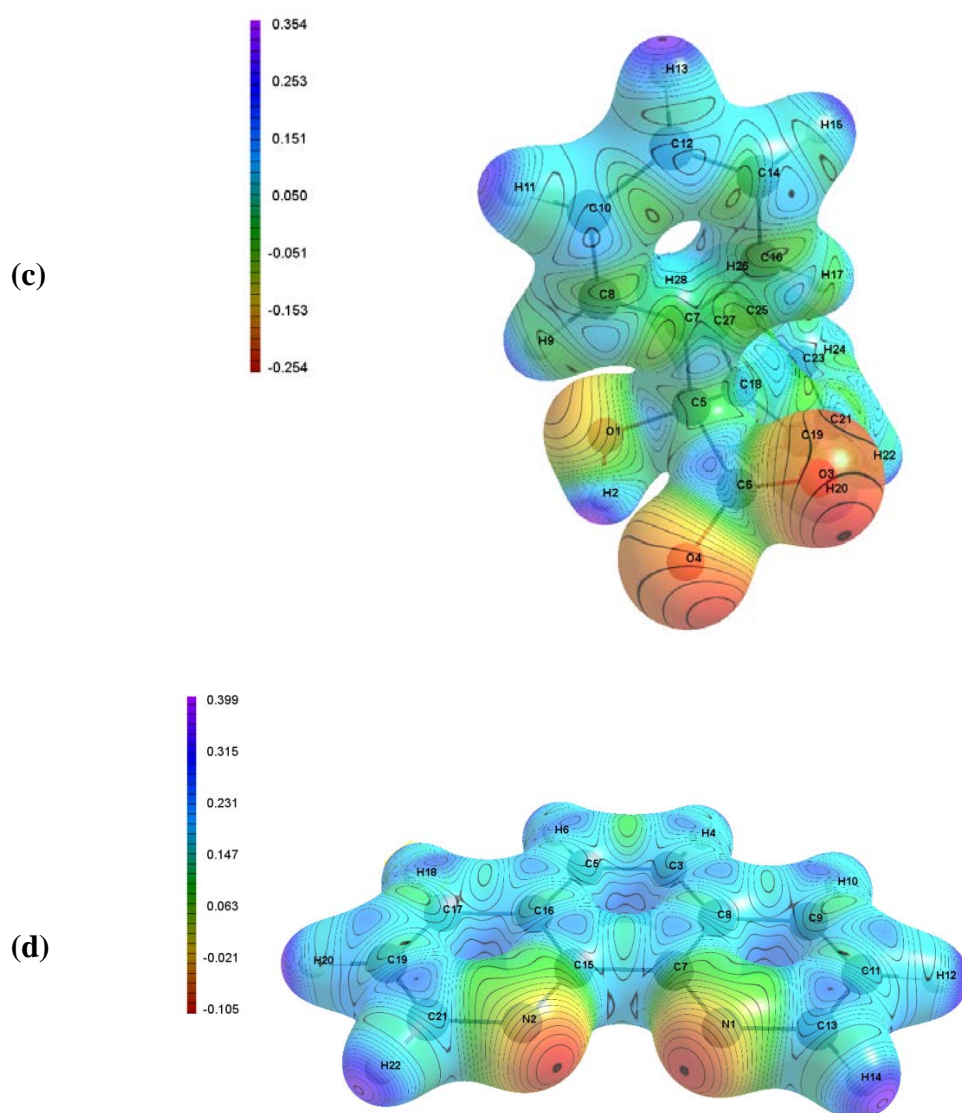 0.354
0.253
0.151
0.050
-0.051
-0.153
-0.254
(c)
H13
H15
C12
C14
H11
C10
C16
H26
H28
H17
C8
C7
C27
C25
H9
H24
C23
C18
C5
C21
O1
C19
H22
C6
O3
H2
H20
O4
0.399
0.315
0.231
0.147
0.063
-0.021
-0.105
(d)
H6
H4
C5
C3
H18
H10
C17
C16
C8
C9
H20
C19
C15
C7
C11
H12
C21
N2
N1
C13
H22
H14